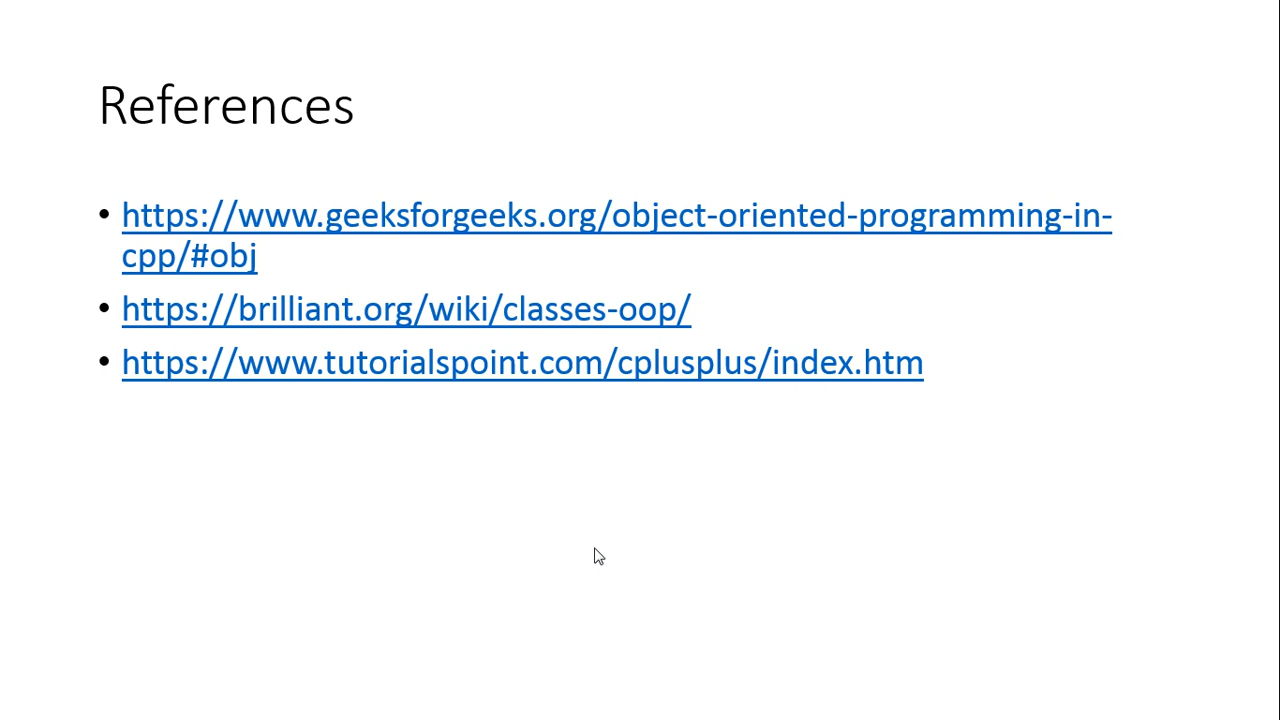 References
• https://www.geeksforgeeks.org/object-oriented-programming-in-
cpp/#obj
• https://brilliant.org/wiki/classes-oop/
• https://www.tutorialspoint.com/cplusplus/index.htm